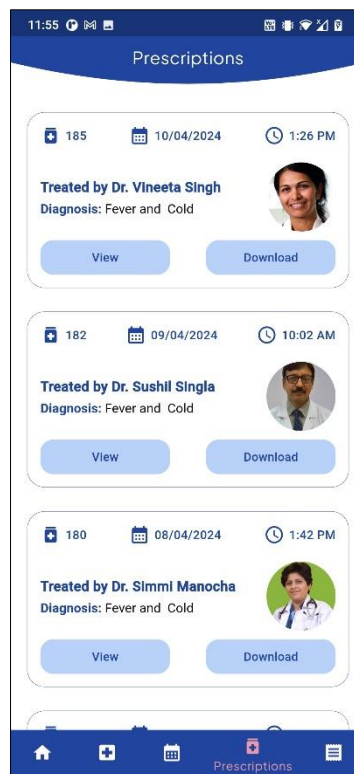 11:55
Prescriptions
185 10/04/2024 1:26 PM
Treated by Dr. Vineeta Singh
Diagnosis: Fever and Cold
View Download
182 09/04/2024 10:02 AM
Treated by Dr. Sushil Singla
Diagnosis: Fever and Cold
View Download
180 08/04/2024 1:42 PM
Treated by Dr. Simmi Manocha
Diagnosis: Fever and Cold
View Download
Prescriptions